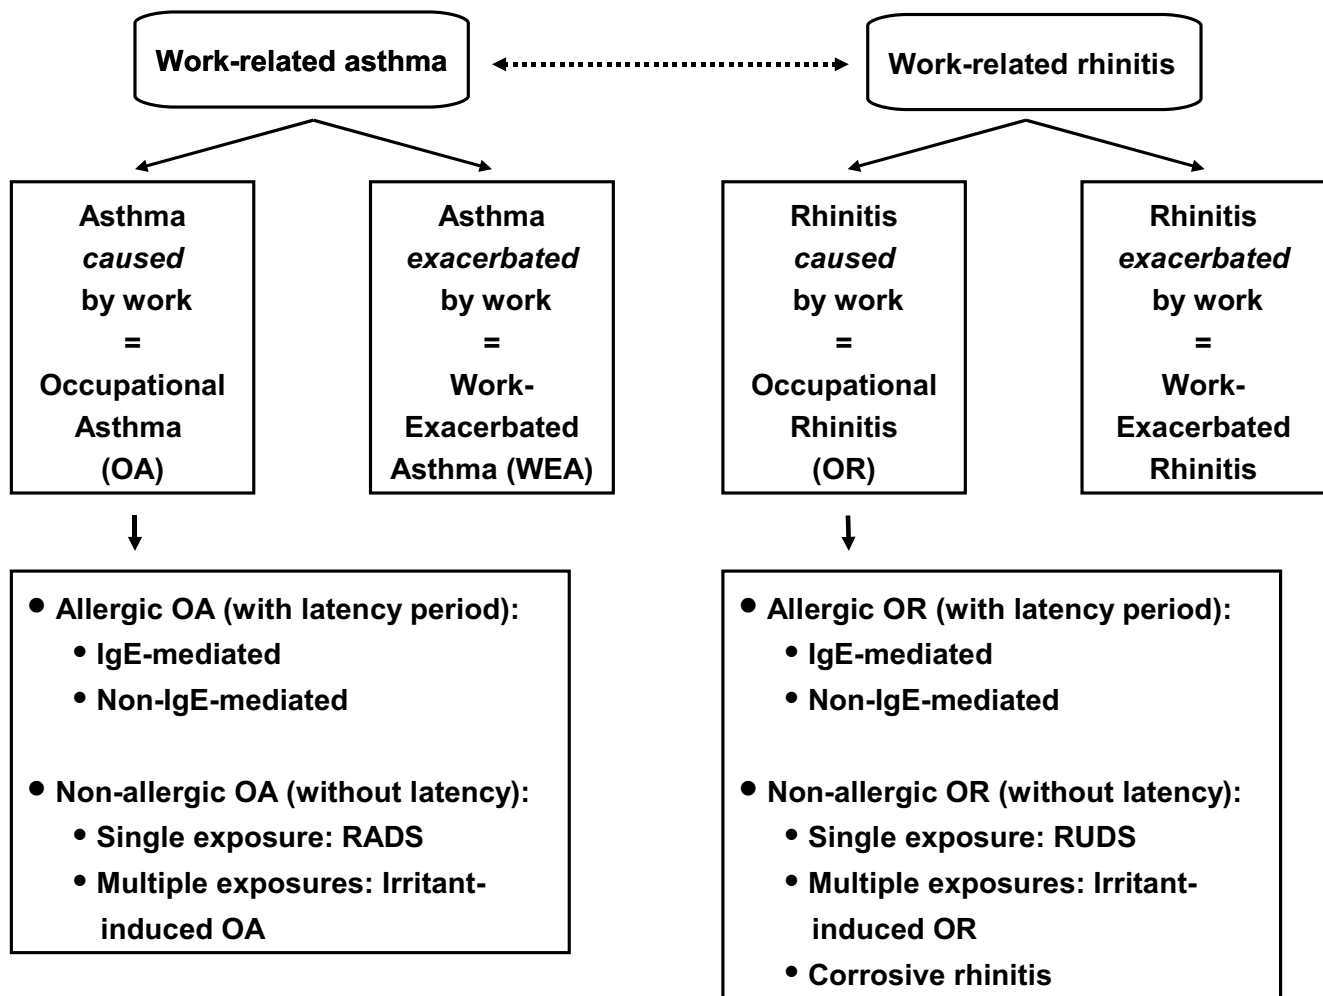 Work-related asthma
Work-related rhinitis
Asthma
caused
by work
=
Occupational
Asthma
(OA)
Asthma
exacerbated
by work
=
Work-
Exacerbated
Asthma (WEA)
Rhinitis
caused
by work
=
Occupational
Rhinitis
(OR)
Rhinitis
exacerbated
by work
=
Work-
Exacerbated
Rhinitis
• Allergic OA (with latency period):
• IgE-mediated
• Non-IgE-mediated
• Non-allergic OA (without latency):
• Single exposure: RADS
• Multiple exposures: Irritant-
induced OA
• Allergic OR (with latency period):
• IgE-mediated
• Non-IgE-mediated
• Non-allergic OR (without latency):
• Single exposure: RUDS
• Multiple exposures: Irritant-
induced OR
• Corrosive rhinitis